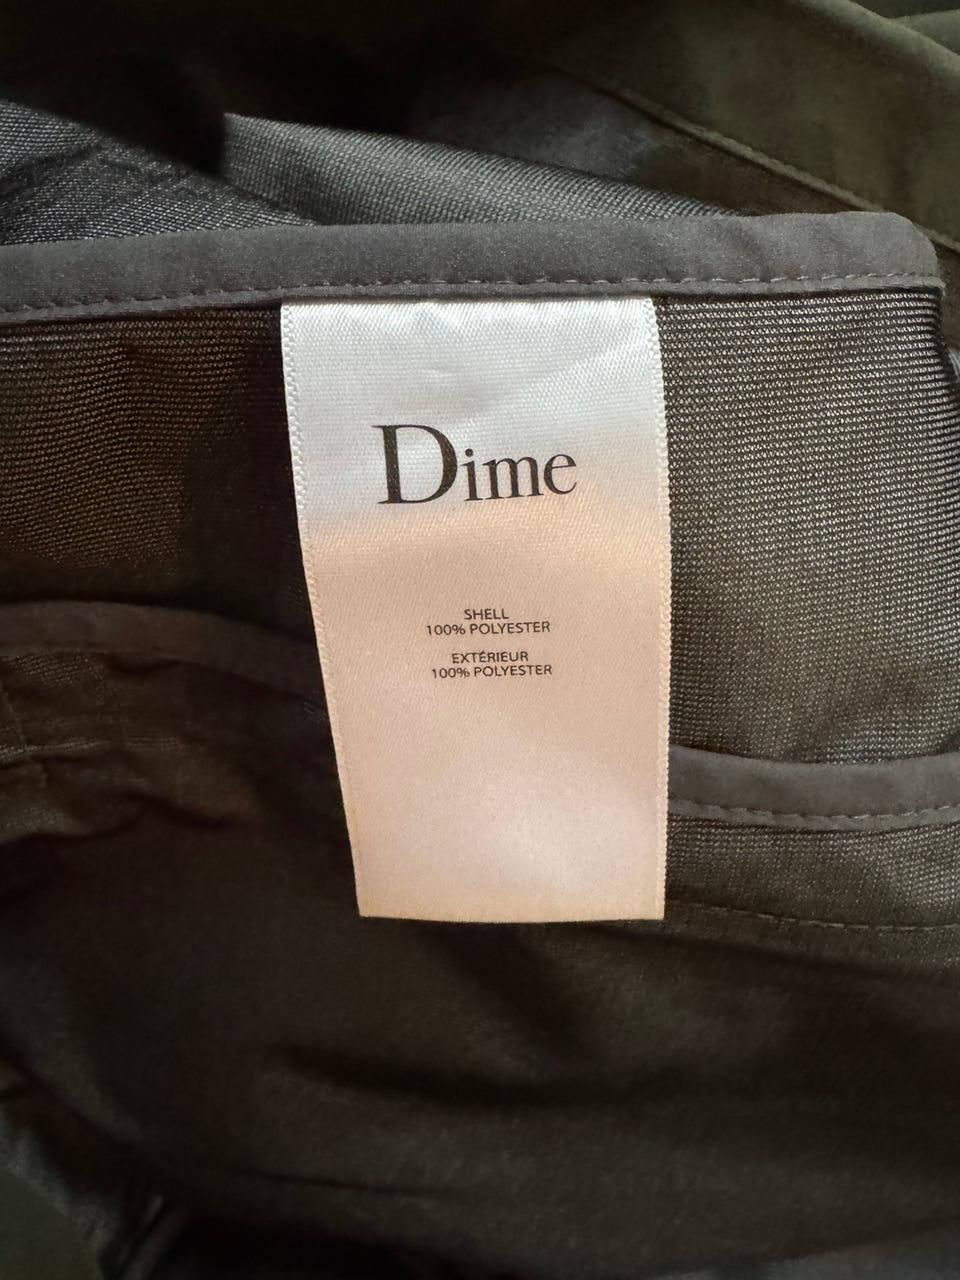 Dime
SHELL
100% POLYESTER
EXTÉRIEUR
100% POLYESTER